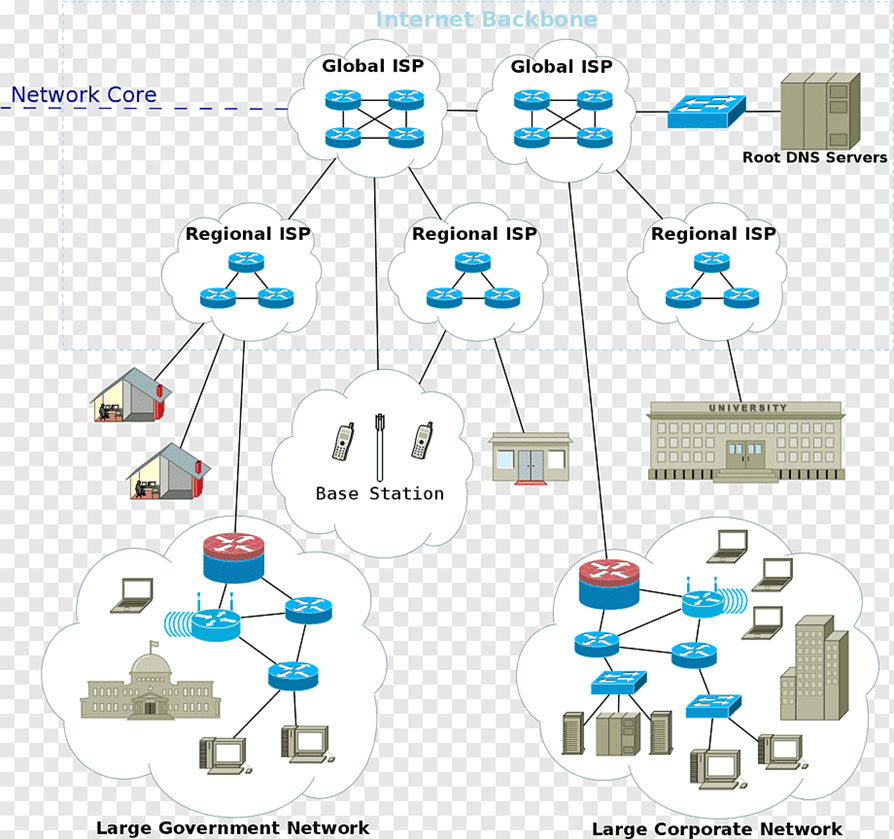 Internet Backbone
Global ISP
Global ISP
Network Core
Root DNS Servers
Regional ISP
Regional ISP
Regional ISP
UNIVERSITY
Base Station
Large Government Network
Large Corporate Network